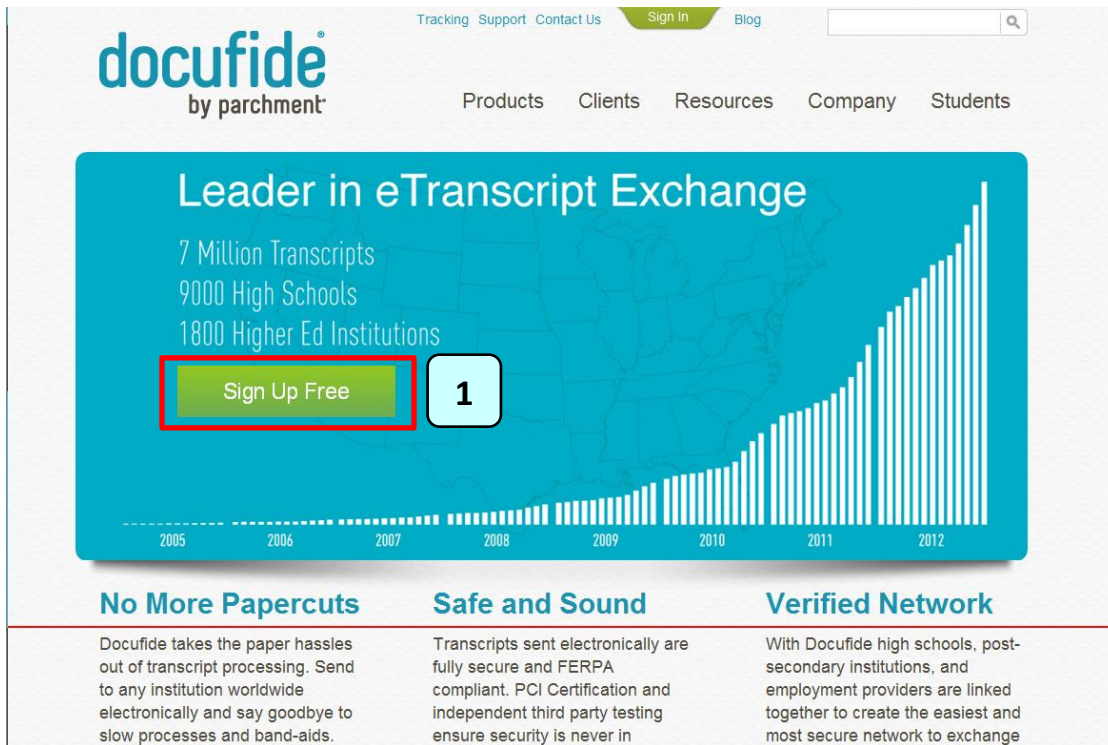 Tracking Support Contact Us Sign In Blog
docufide®
by parchment
Products Clients Resources Company Students
Leader in eTranscript Exchange
7 Million Transcripts
9000 High Schools
1800 Higher Ed Institutions
Sign Up Free
1
2005 2006 2007 2008 2009 2010 2011 2012
No More Papercuts
Docufide takes the paper hassles
out of transcript processing. Send
to any institution worldwide
electronically and say goodbye to
slow processes and band-aids.
Safe and Sound
Transcripts sent electronically are
fully secure and FERPA
compliant. PCI Certification and
independent third party testing
ensure security is never in
Verified Network
With Docufide high schools, post-
secondary institutions, and
employment providers are linked
together to create the easiest and
most secure network to exchange